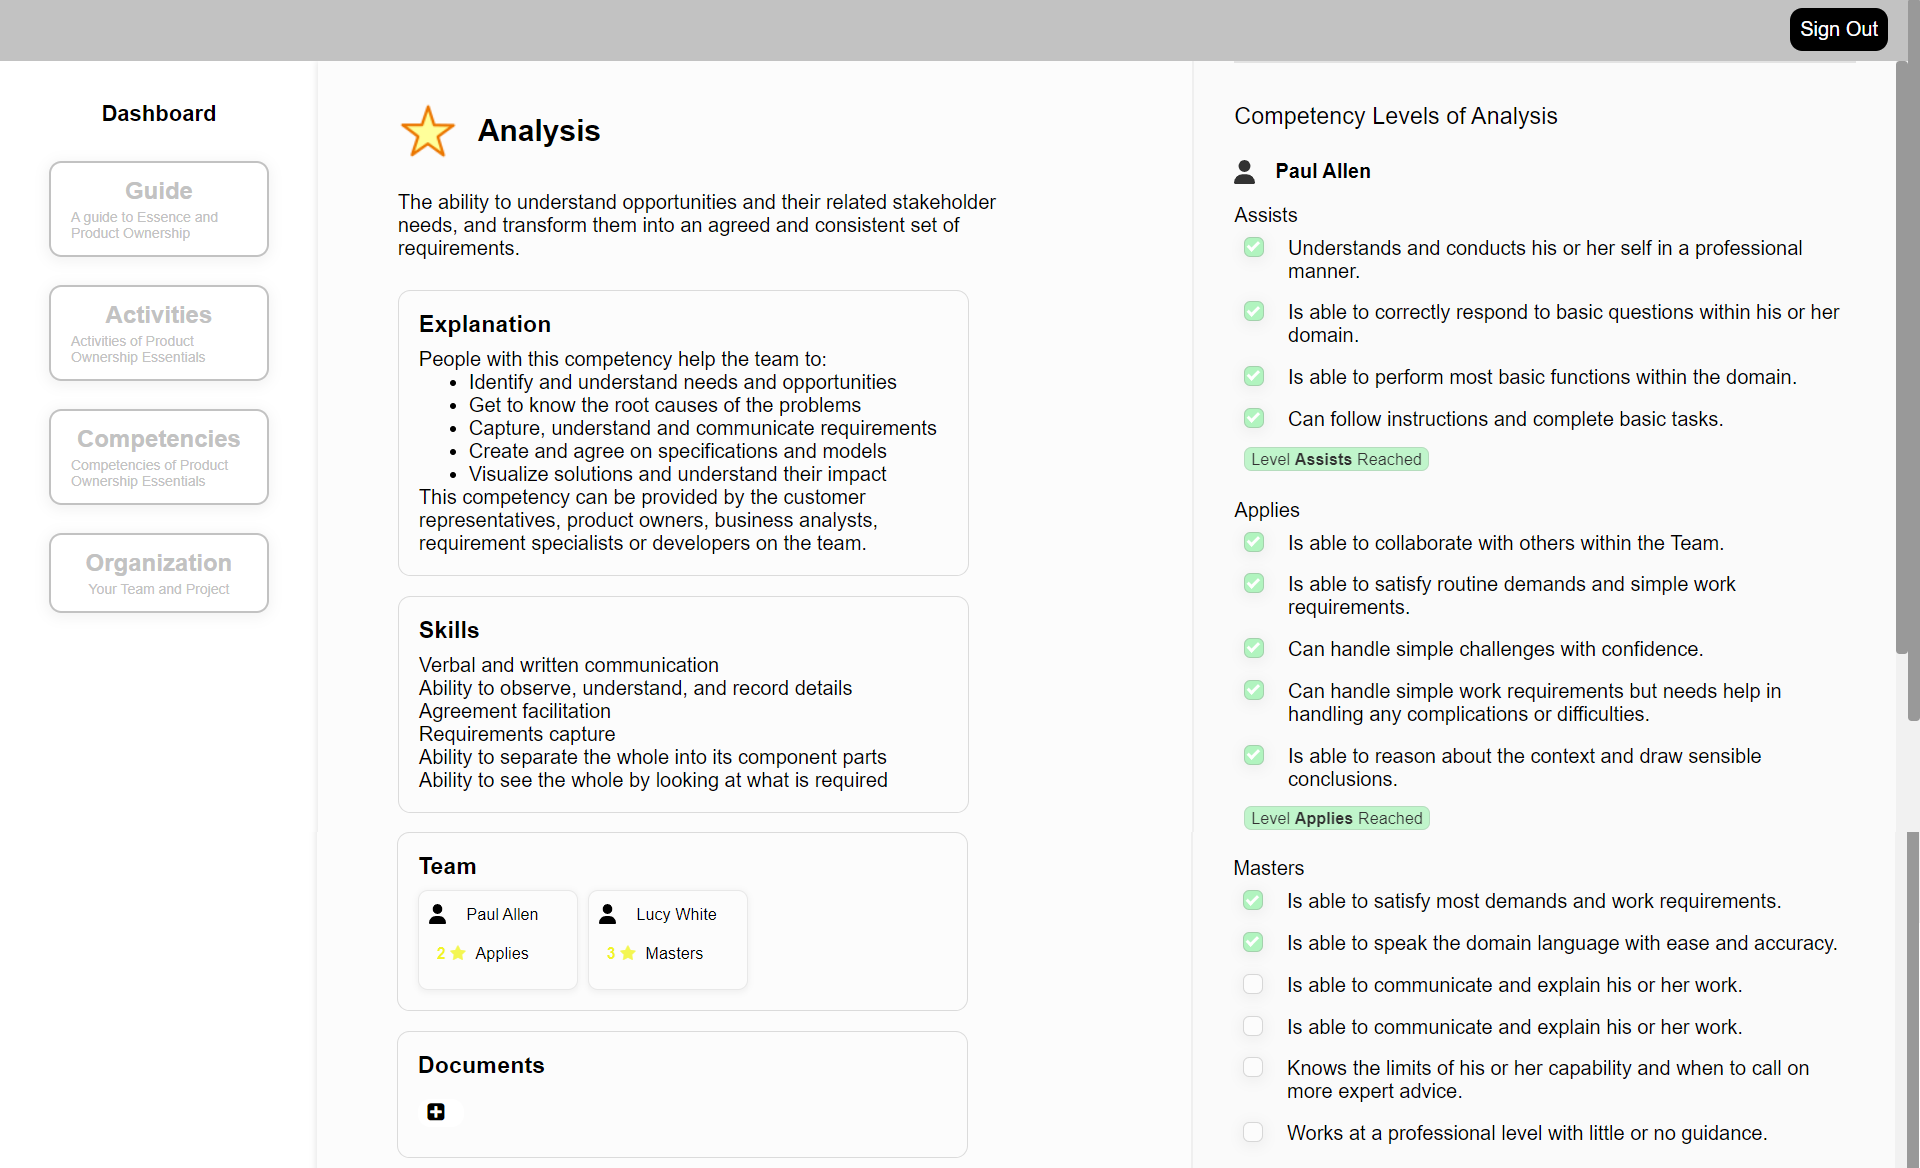 Sign Out
Dashboard
Guide
A guide to Essence and
Product Ownership
Activities
Activities of Product
Ownership Essentials
Competencies
Competencies of Product
Ownership Essentials
Organization
Your Team and Project
Analysis
The ability to understand opportunities and their related stakeholder
needs, and transform them into an agreed and consistent set of
requirements.
Explanation
People with this competency help the team to:
• Identify and understand needs and opportunities
• Get to know the root causes of the problems
• Capture, understand and communicate requirements
• Create and agree on specifications and models
• Visualize solutions and understand their impact
This competency can be provided by the customer
representatives, product owners, business analysts,
requirement specialists or developers on the team.
Skills
Verbal and written communication
Ability to observe, understand, and record details
Agreement facilitation
Requirements capture
Ability to separate the whole into its component parts
Ability to see the whole by looking at what is required
Team
Paul Allen
2 Applies
Lucy White
3 Masters
Documents
Competency Levels of Analysis
Paul Allen
Assists
Understands and conducts his or her self in a professional
manner.
Is able to correctly respond to basic questions within his or her
domain.
Is able to perform most basic functions within the domain.
Can follow instructions and complete basic tasks.
Level Assists Reached
Applies
Is able to collaborate with others within the Team.
Is able to satisfy routine demands and simple work
requirements.
Can handle simple challenges with confidence.
Can handle simple work requirements but needs help in
handling any complications or difficulties.
Is able to reason about the context and draw sensible
conclusions.
Level Applies Reached
Masters
Is able to satisfy most demands and work requirements.
Is able to speak the domain language with ease and accuracy.
Is able to communicate and explain his or her work.
Is able to communicate and explain his or her work.
Knows the limits of his or her capability and when to call on
more expert advice.
Works at a professional level with little or no guidance.